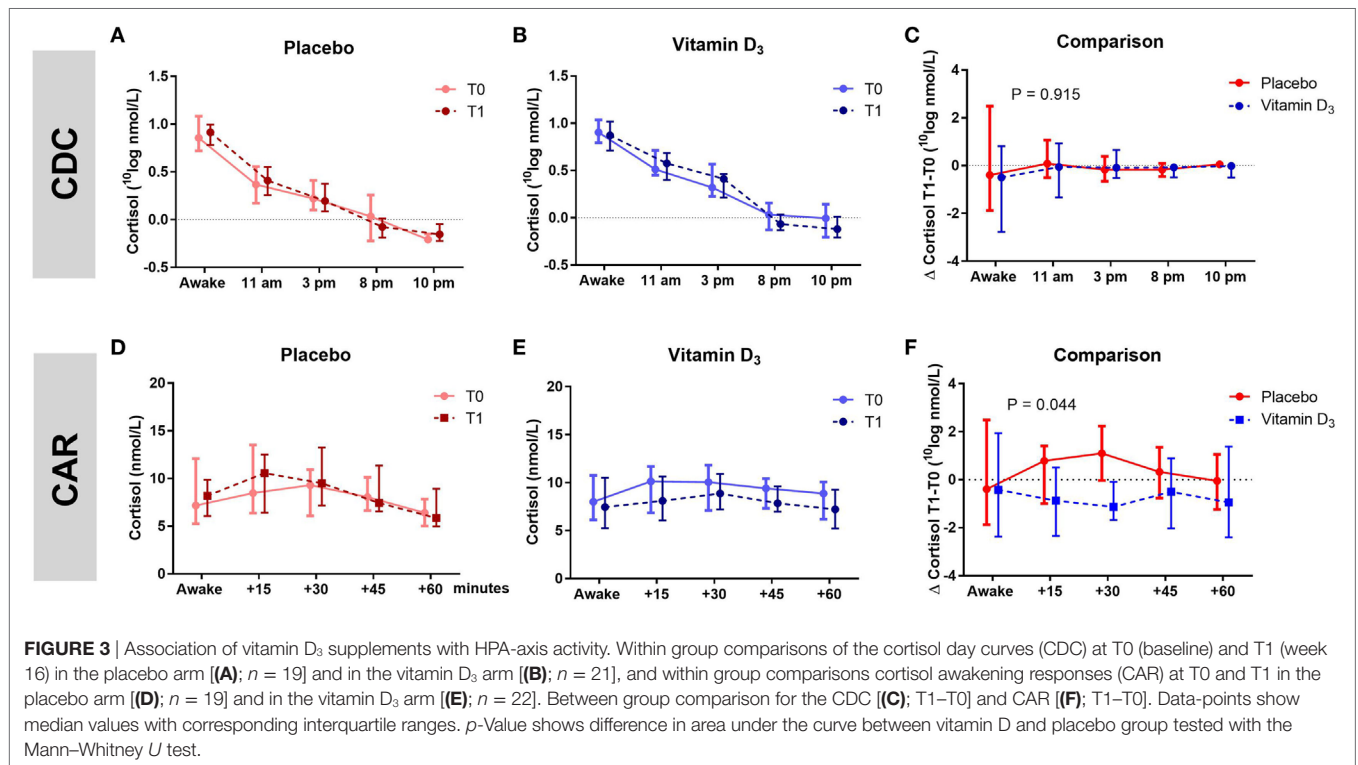 CDC
A
Placebo
Cortisol (¹⁰log nmol/L)
1.5
1.0
0.5
0.0
-0.5
T0
T1
Awake 11 am 3 pm 8 pm 10 pm
B
Vitamin D₃
Cortisol (¹⁰log nmol/L)
1.5
1.0
0.5
0.0
-0.5
T0
T1
Awake 11 am 3 pm 8 pm 10 pm
C
Comparison
Δ Cortisol T1-T0 (¹⁰log nmol/L)
4
2
0
-2
-4
P = 0.915
Placebo
Vitamin D₃
Awake 11 am 3 pm 8 pm 10 pm
CAR
D
Placebo
Cortisol (nmol/L)
20
15
10
5
0
T0
T1
Awake +15 +30 +45 +60 minutes
E
Vitamin D₃
Cortisol (nmol/L)
20
15
10
5
0
T0
T1
Awake +15 +30 +45 +60
F
Comparison
Δ Cortisol T1-T0 (¹⁰log nmol/L)
4
2
0
-2
-4
P = 0.044
Placebo
Vitamin D₃
Awake +15 +30 +45 +60
FIGURE 3 | Association of vitamin D₃ supplements with HPA-axis activity. Within group comparisons of the cortisol day curves (CDC) at T0 (baseline) and T1 (week
16) in the placebo arm [(A); n = 19] and in the vitamin D₃ arm [(B); n = 21], and within group comparisons cortisol awakening responses (CAR) at T0 and T1 in the
placebo arm [(D); n = 19] and in the vitamin D₃ arm [(E); n = 22]. Between group comparison for the CDC [(C); T1–T0] and CAR [(F); T1–T0]. Data-points show
median values with corresponding interquartile ranges. p-Value shows difference in area under the curve between vitamin D and placebo group tested with the
Mann–Whitney U test.